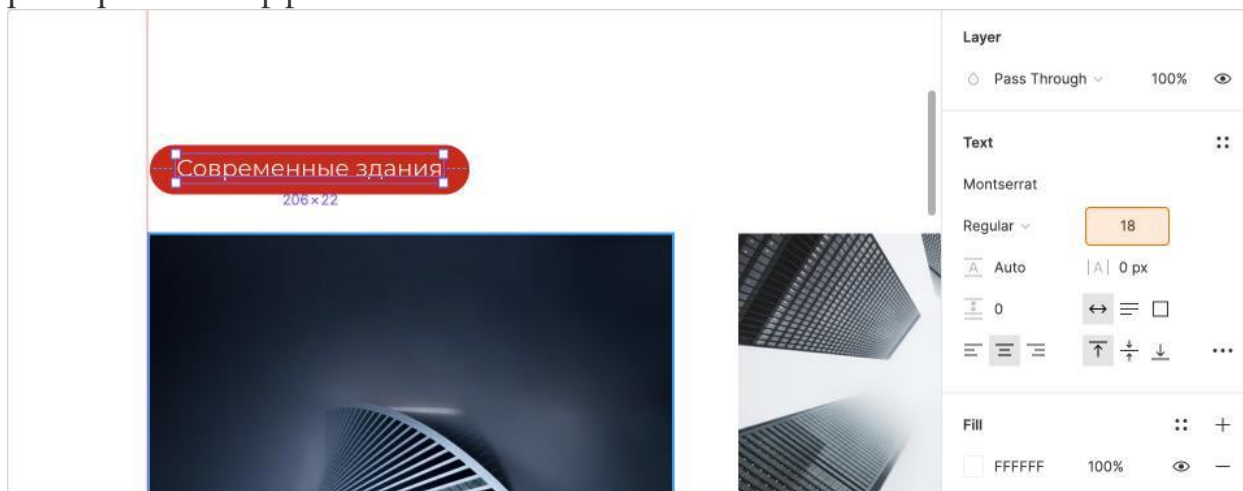 Layer
Pass Through 100%
Text
Современные здания
Montserrat
206×22
Regular 18
A Auto |A| 0 px
0
Fill
FFFFFF 100%